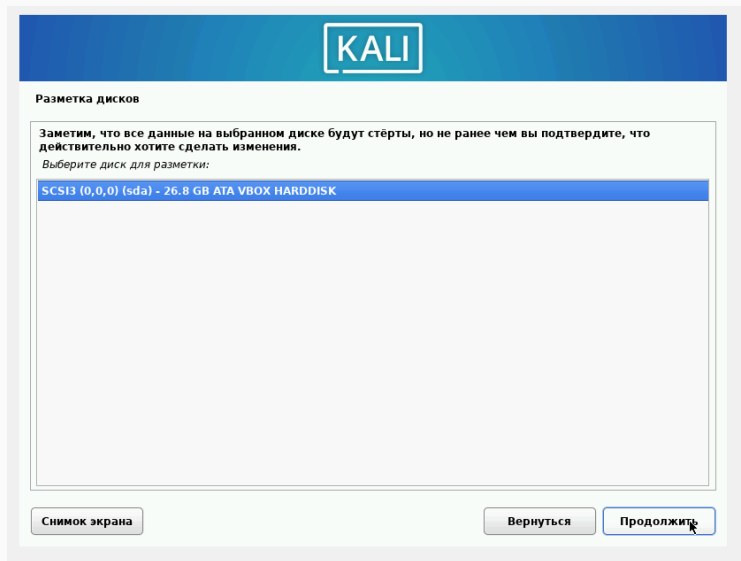 KALI
Разметка дисков
Заметим, что все данные на выбранном диске будут стёрты, но не ранее чем вы подтвердите, что
действительно хотите сделать изменения.
Выберите диск для разметки:
SCSI3 (0,0,0) (sda) - 26.8 GB ATA VBOX HARDDISK
Снимок экрана
Вернуться
Продолжить